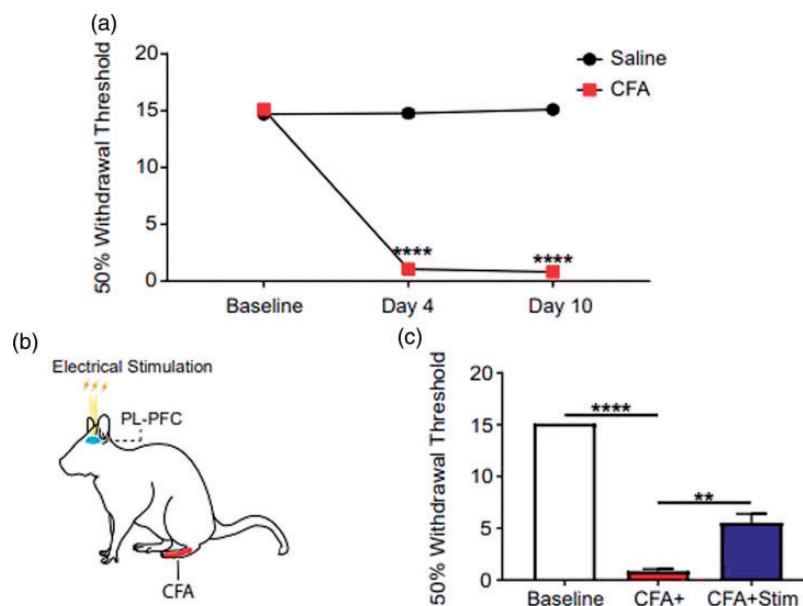 (a)
50% Withdrawal Threshold
20
15
10
5
0
Saline
CFA
****
****
Baseline
Day 4
Day 10
(b)
Electrical Stimulation
PL-PFC
CFA
(c)
50% Withdrawal Threshold
20
15
10
5
0
****
**
Baseline
CFA+
CFA+Stim